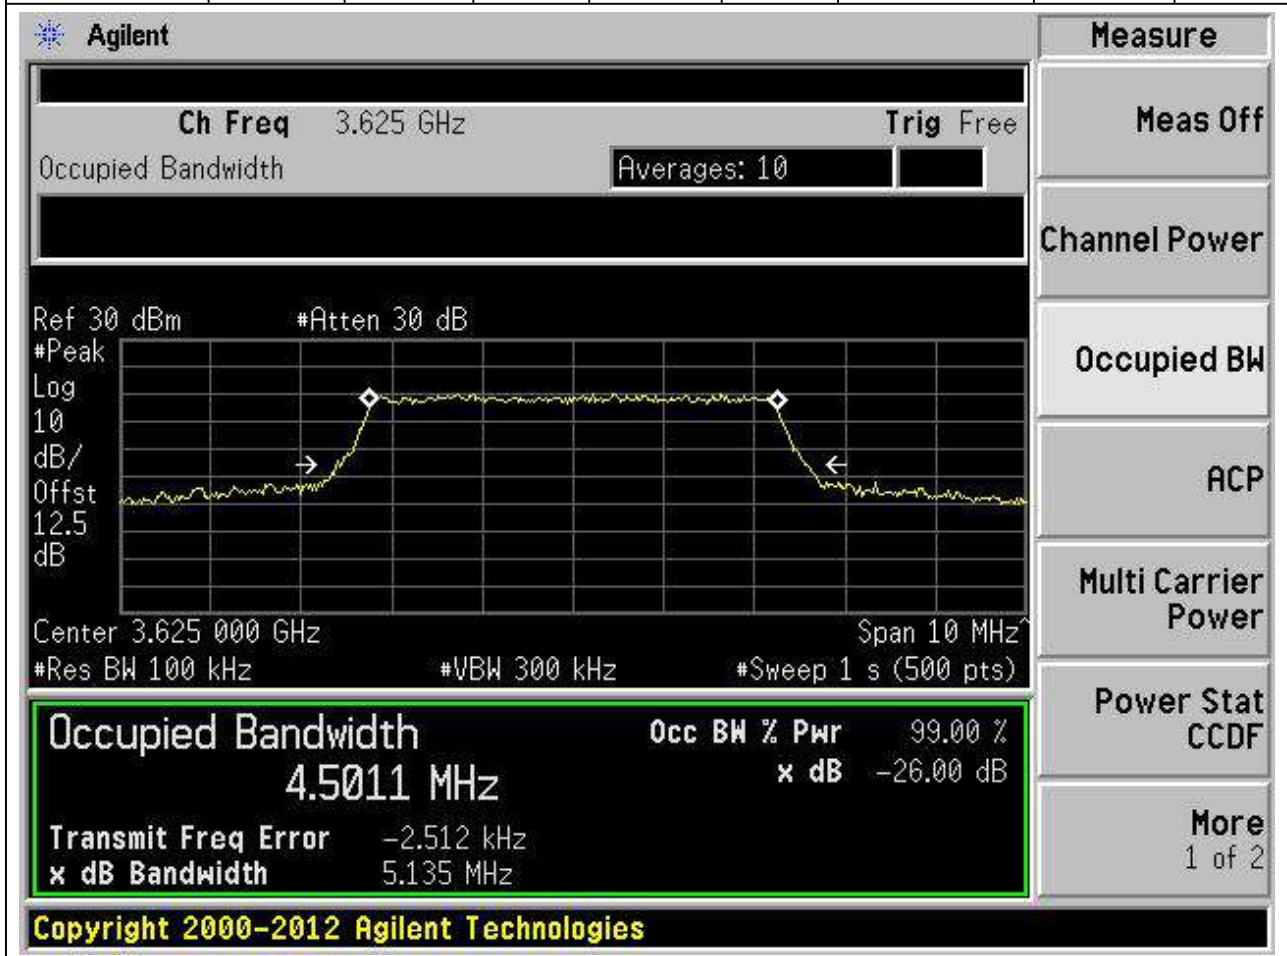 Agilent
Measure
Ch Freq 3.625 GHz Trig Free
Occupied Bandwidth Averages: 10
Meas Off
Channel Power
Occupied BW
ACP
Multi Carrier
Power
Power Stat
CCDF
More
1 of 2
Ref 30 dBm #Atten 30 dB
#Peak
Log
10
dB/
Offst
12.5
dB
Center 3.625 000 GHz Span 10 MHz^
#Res BW 100 kHz #VBW 300 kHz #Sweep 1 s (500 pts)
Occupied Bandwidth Occ BW % Pwr 99.00 %
4.5011 MHz x dB -26.00 dB
Transmit Freq Error -2.512 kHz
x dB Bandwidth 5.135 MHz
Copyright 2000-2012 Agilent Technologies